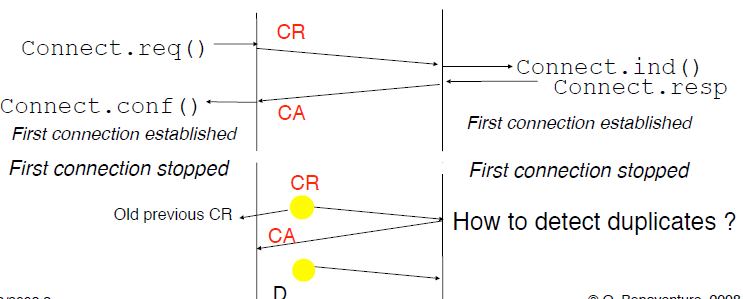 CR
Connect.req()
Connect.ind()
Connect.resp
Connect.conf()
CA
First connection established
First connection established
First connection stopped
First connection stopped
CR
Old previous CR
How to detect duplicates ?
CA
D